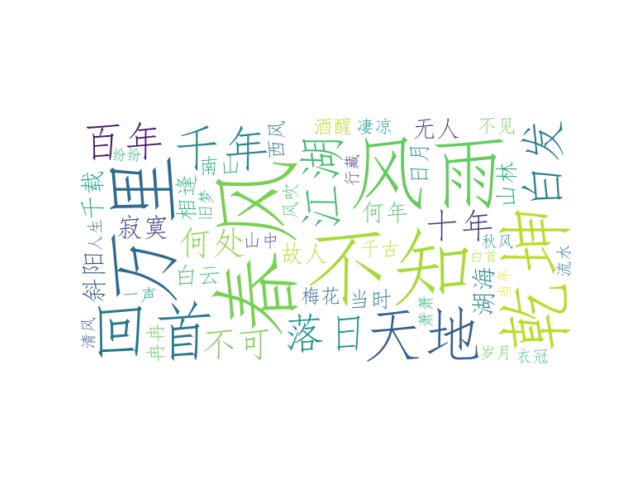 百年
千年
西风
酒醒
凄凉
无人
不见
白发
万里
春风
风雨
江湖
日月
山林
行藏
千载
南山
相逢
旧梦
风吹
何年
十年
乾坤
寂寞
人生
斜阳
何处
山中
故人
千古
不知
秋风
白首
流水
白云
一声
梅花
当时
湖海
当年
萧萧
清风
回首
冉冉
不可
落日
天地
岁月
衣冠